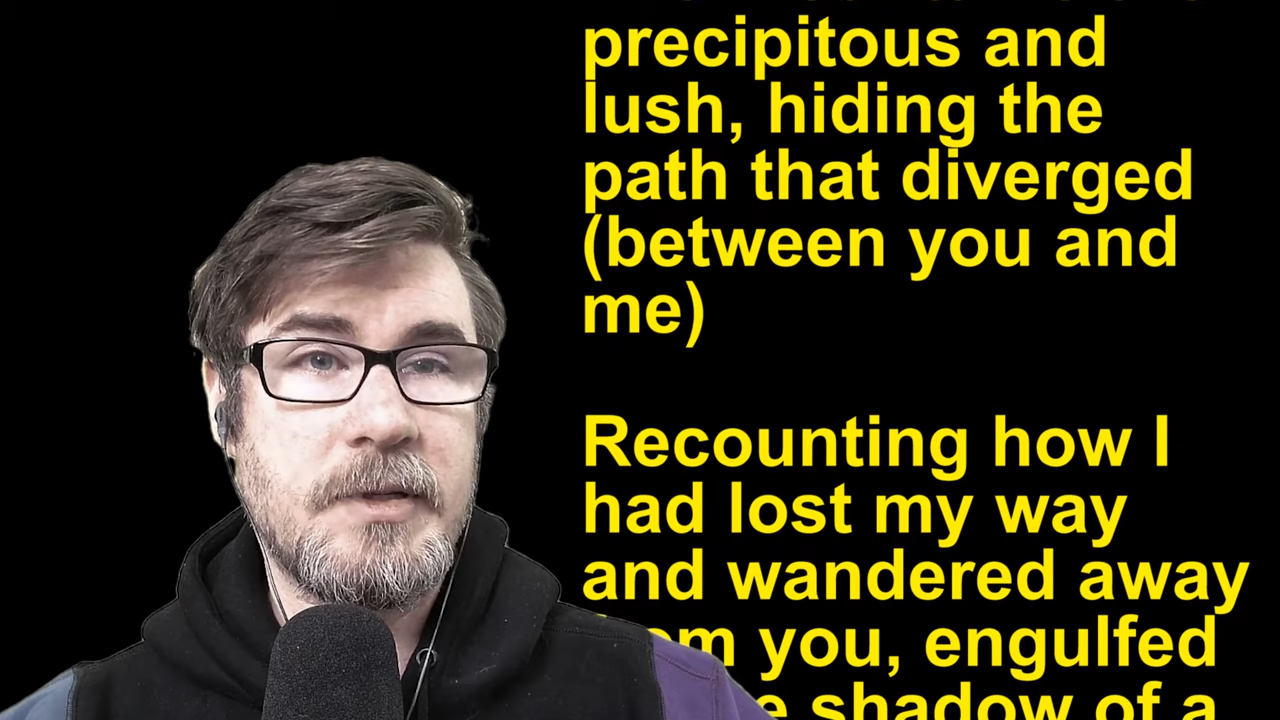 precipitous and
lush, hiding the
path that diverged
(between you and
me)
Recounting how I
had lost my way
and wandered away
you, engulfed
shadow of a